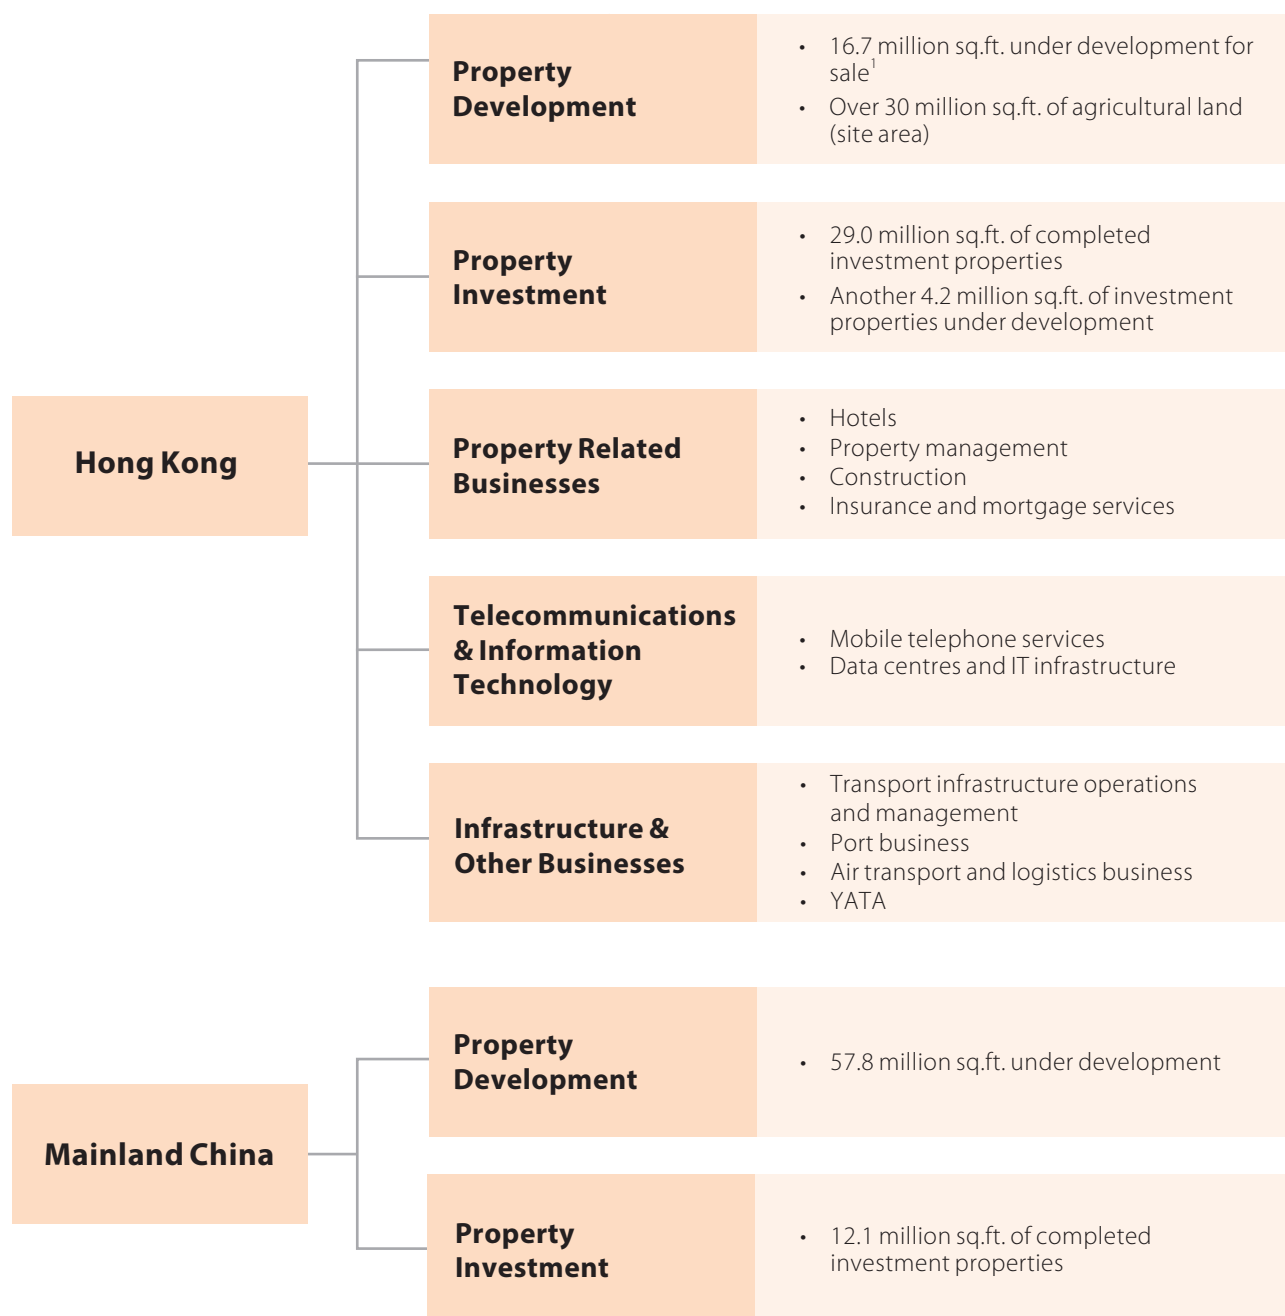 Hong Kong
Property
Development
• 16.7 million sq.ft. under development for
sale¹
• Over 30 million sq.ft. of agricultural land
(site area)
Property
Investment
• 29.0 million sq.ft. of completed
investment properties
• Another 4.2 million sq.ft. of investment
properties under development
Property Related
Businesses
• Hotels
• Property management
• Construction
• Insurance and mortgage services
Telecommunications
& Information
Technology
• Mobile telephone services
• Data centres and IT infrastructure
Infrastructure &
Other Businesses
• Transport infrastructure operations
and management
• Port business
• Air transport and logistics business
• YATA
Mainland China
Property
Development
• 57.8 million sq.ft. under development
Property
Investment
• 12.1 million sq.ft. of completed
investment properties